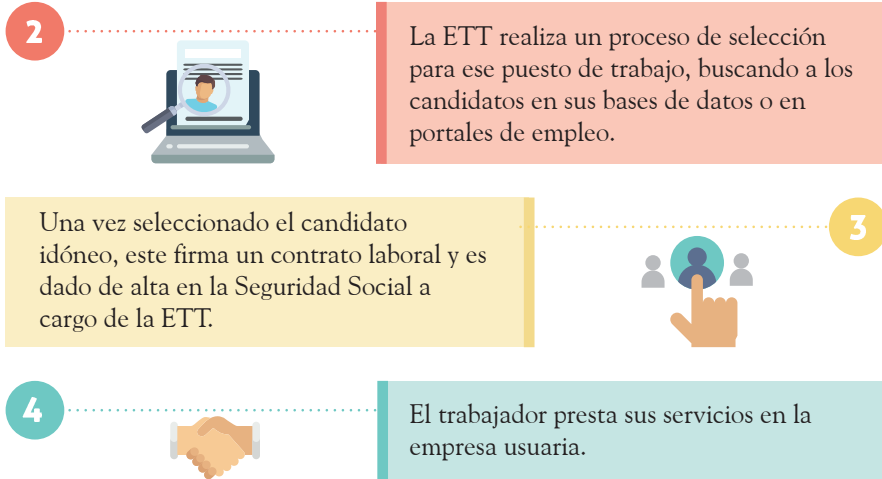 2
La ETT realiza un proceso de selección
para ese puesto de trabajo, buscando a los
candidatos en sus bases de datos o en
portales de empleo.
Una vez seleccionado el candidato
idóneo, este firma un contrato laboral y es
dado de alta en la Seguridad Social a
cargo de la ETT.
3
4
El trabajador presta sus servicios en la
empresa usuaria.